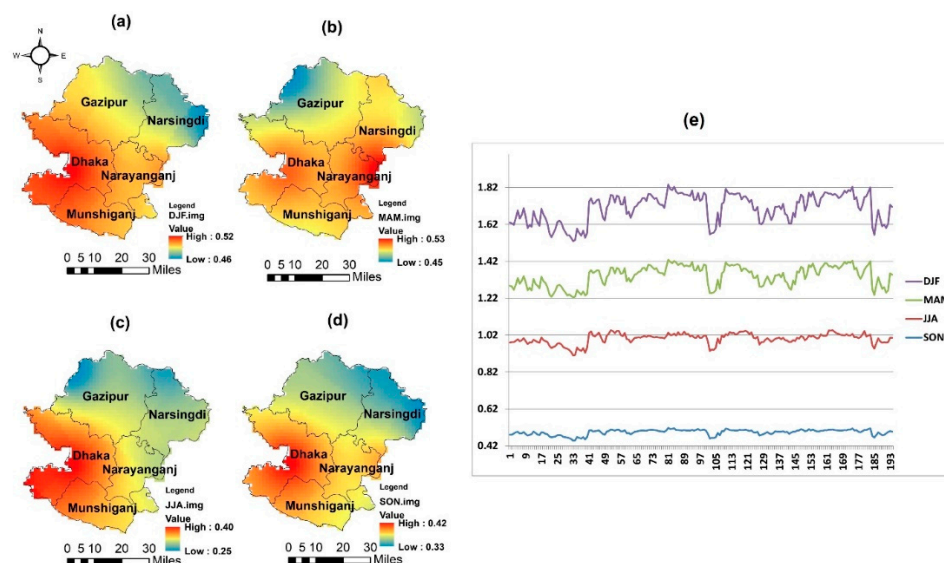 (a)
N
W E
S
Gazipur
Narsingdi
Dhaka
Narayanganj
Munshiganj
Legend
DJF.img
Value
High : 0.52
Low : 0.46
0 5 10 20 30
Miles
(b)
Gazipur
Narsingdi
Dhaka
Narayanganj
Munshiganj
Legend
MAM.img
Value
High : 0.53
Low : 0.45
0 5 10 20 30
Miles
(c)
Gazipur
Narsingdi
Dhaka
Narayanganj
Munshiganj
Legend
JJA.img
Value
High : 0.40
Low : 0.25
0 5 10 20 30
Miles
(d)
Gazipur
Narsingdi
Dhaka
Narayanganj
Munshiganj
Legend
SON.img
Value
High : 0.42
Low : 0.33
0 5 10 20 30
Miles
(e)
1.82
1.62
1.42
1.22
1.02
0.82
0.62
0.42
1 9 17 25 33 41 49 57 65 73 81 89 97 105 113 121 129 137 145 153 161 169 177 185 193
DJF
MAM
JJA
SON